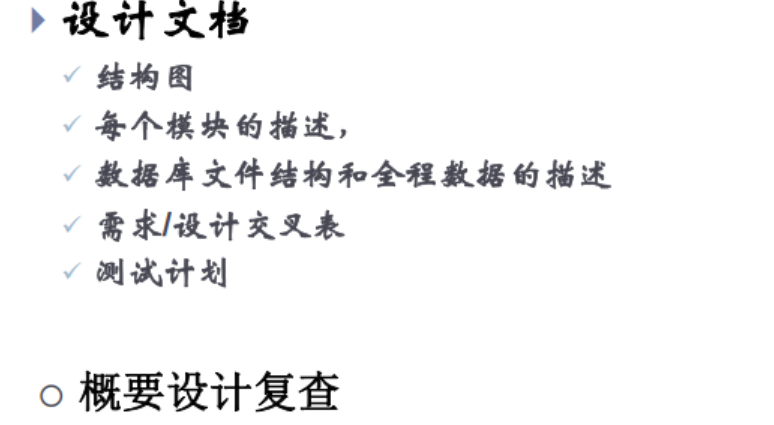 设计文档
结构图
每个模块的描述，
数据库文件结构和全程数据的描述
需求/设计交叉表
测试计划
概要设计复查